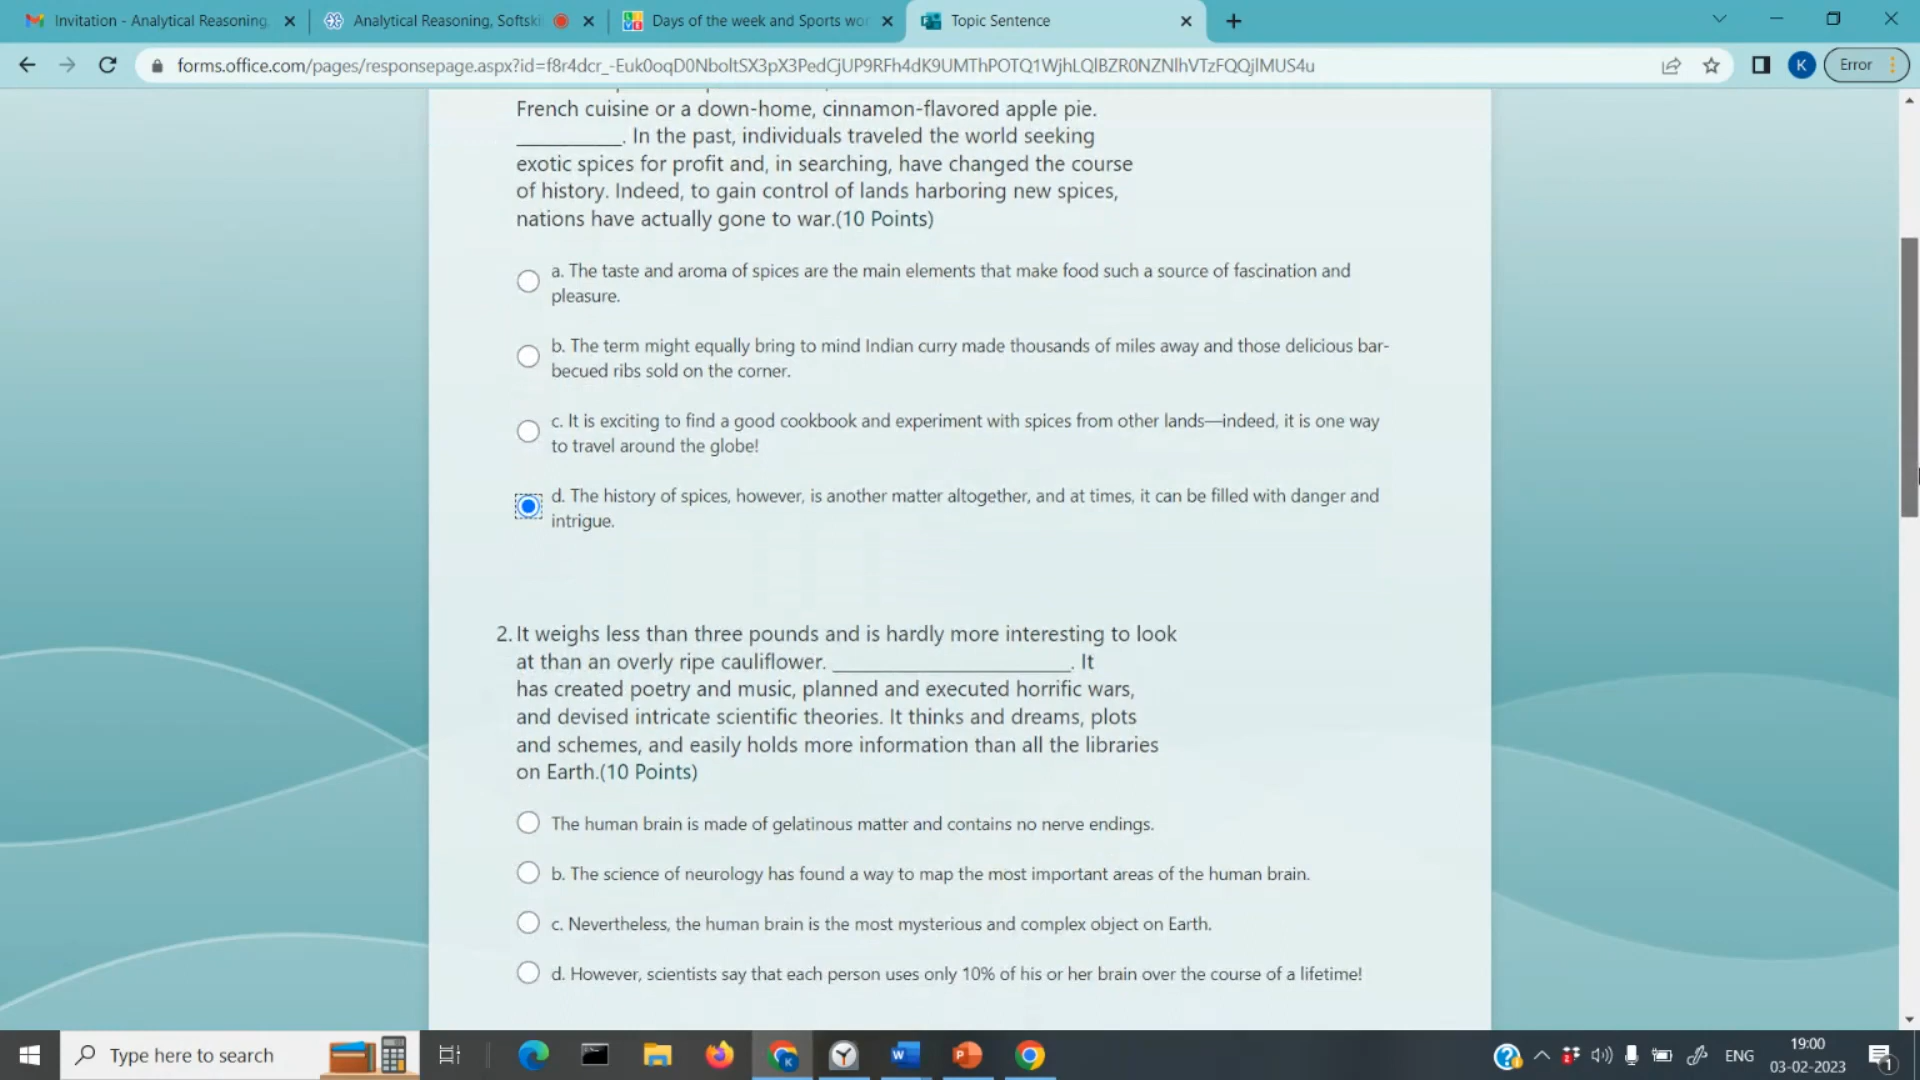 Invitation - Analytical Reasoning,
Analytical Reasoning, Softski
Days of the week and Sports wor
Topic Sentence
forms.office.com/pages/responsepage.aspx?id=f8r4dcr_-Euk0oqD0NboltSX3pX3PedCjUP9RFh4dK9UMThPOTQ1WjhLQlBZR0NZNlhVTzFQQjlMUS4u
K
Error
French cuisine or a down-home, cinnamon-flavored apple pie.
___________. In the past, individuals traveled the world seeking
exotic spices for profit and, in searching, have changed the course
of history. Indeed, to gain control of lands harboring new spices,
nations have actually gone to war.(10 Points)
a. The taste and aroma of spices are the main elements that make food such a source of fascination and
pleasure.
b. The term might equally bring to mind Indian curry made thousands of miles away and those delicious bar-
becued ribs sold on the corner.
c. It is exciting to find a good cookbook and experiment with spices from other lands—indeed, it is one way
to travel around the globe!
d. The history of spices, however, is another matter altogether, and at times, it can be filled with danger and
intrigue.
2. It weighs less than three pounds and is hardly more interesting to look
at than an overly ripe cauliflower. _________________________. It
has created poetry and music, planned and executed horrific wars,
and devised intricate scientific theories. It thinks and dreams, plots
and schemes, and easily holds more information than all the libraries
on Earth.(10 Points)
The human brain is made of gelatinous matter and contains no nerve endings.
b. The science of neurology has found a way to map the most important areas of the human brain.
c. Nevertheless, the human brain is the most mysterious and complex object on Earth.
d. However, scientists say that each person uses only 10% of his or her brain over the course of a lifetime!
Type here to search
ENG
19:00
03-02-2023
1